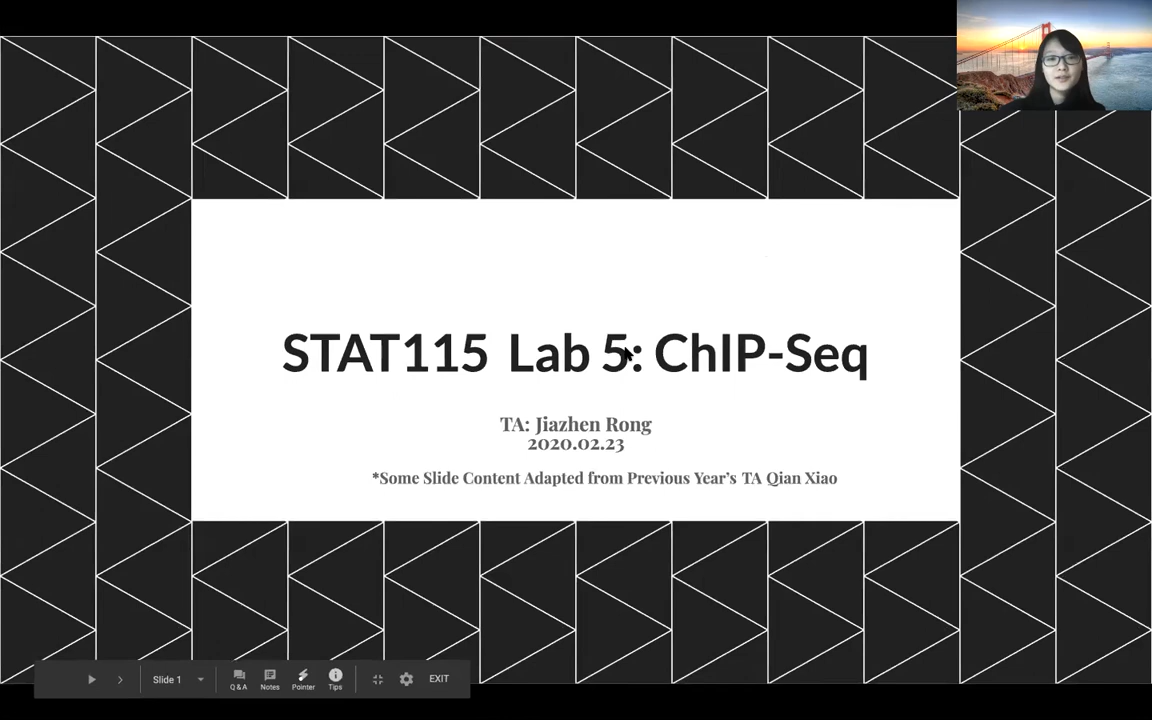 STAT115 Lab 5: ChIP-Seq
TA: Jiazhen Rong
2020.02.23
*Some Slide Content Adapted from Previous Year's TA Qian Xiao
Slide 1
Q & A
Notes
Pointer
Tips
EXIT